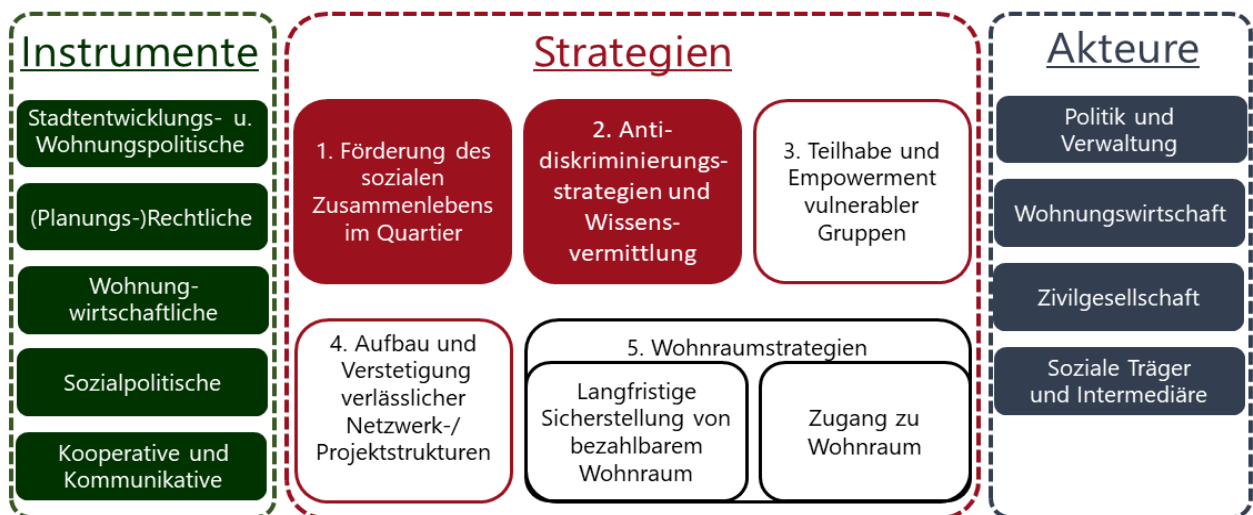 Instrumente
Stadtentwicklungs- u.
Wohnungspolitische
(Planungs-)Rechtliche
Wohnung-
wirtschaftliche
Sozialpolitische
Kooperative und
Kommunikative
Strategien
1. Förderung des
sozialen
Zusammenlebens
im Quartier
2. Anti-
diskriminierungs-
strategien und
Wissens-
vermittlung
3. Teilhabe und
Empowerment
vulnerabler
Gruppen
4. Aufbau und
Verstetigung
verlässlicher
Netzwerk-/
Projektstrukturen
5. Wohnraumstrategien
Langfristige
Sicherstellung von
bezahlbarem
Wohnraum
Zugang zu
Wohnraum
Akteure
Politik und
Verwaltung
Wohnungswirtschaft
Zivilgesellschaft
Soziale Träger
und Intermediäre